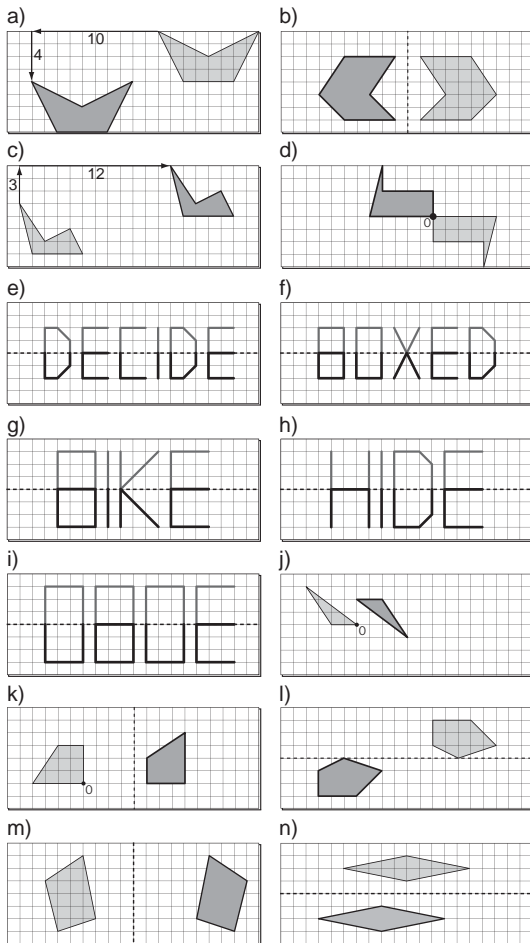 a) b)
10
4
c) d)
12
3
0
e) f)
DECIDE BOXED
g) h)
BIKE HIDE
i) j)
OBOE
0
k) l)
0
m) n)